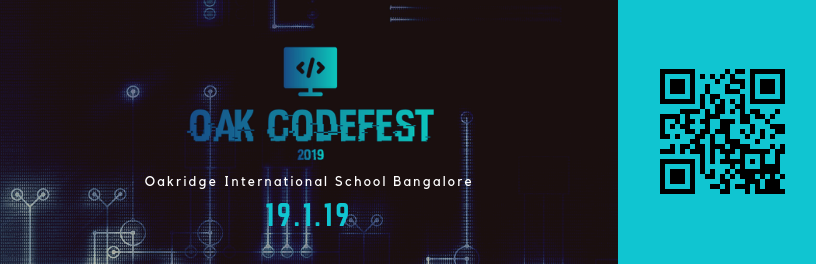 </>
OAK CODEFEST
2019
Oakridge International School Bangalore
19.1.19